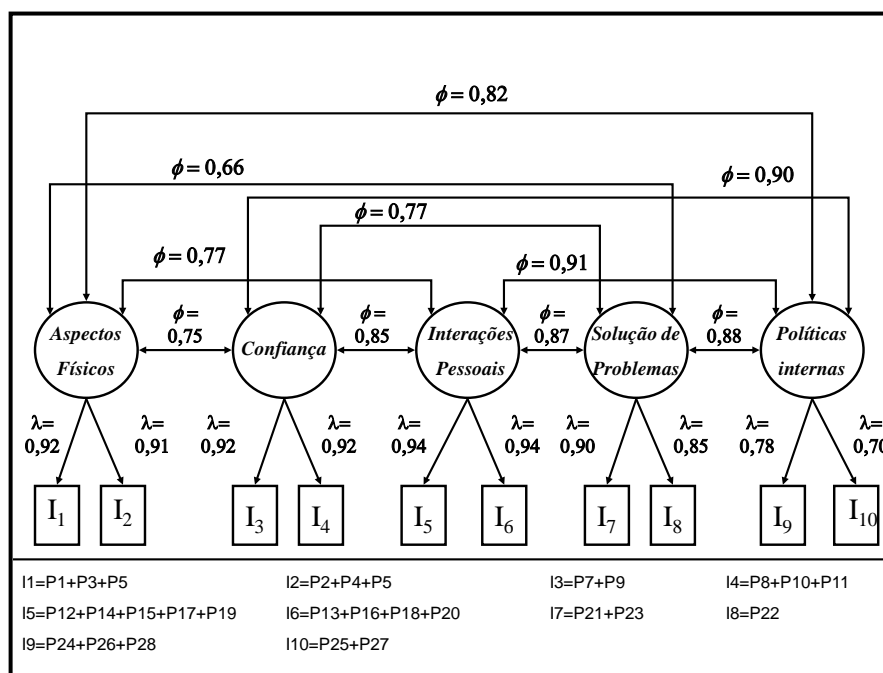 ϕ = 0,82
ϕ = 0,66
ϕ = 0,90
ϕ = 0,77
ϕ = 0,77
ϕ = 0,91
Aspectos
Físicos
ϕ =
0,75
Confiança
ϕ =
0,85
Interações
Pessoais
ϕ =
0,87
Solução de
Problemas
ϕ =
0,88
Políticas
internas
λ=
0,92
λ=
0,91
λ=
0,92
λ=
0,92
λ=
0,94
λ=
0,94
λ=
0,90
λ=
0,85
λ=
0,78
λ=
0,70
I1
I2
I3
I4
I5
I6
I7
I8
I9
I10
I1=P1+P3+P5 I2=P2+P4+P5 I3=P7+P9 I4=P8+P10+P11
I5=P12+P14+P15+P17+P19 I6=P13+P16+P18+P20 I7=P21+P23 I8=P22
I9=P24+P26+P28 I10=P25+P27